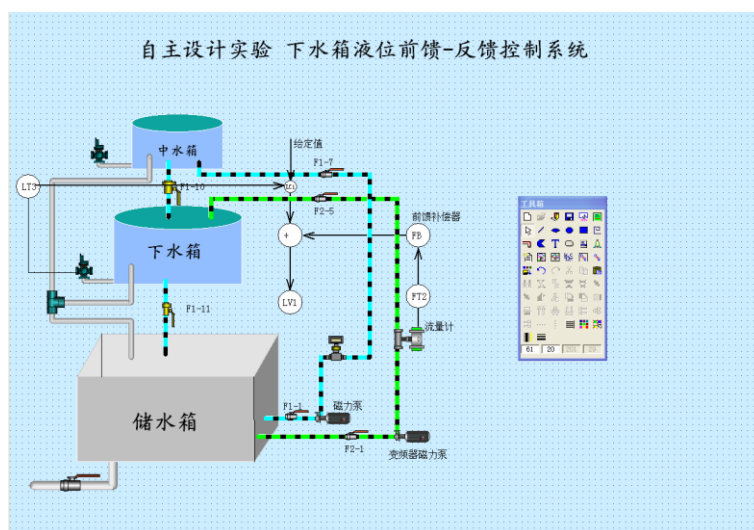 自主设计实验 下水箱液位前馈-反馈控制系统
给定值
中水箱
F1-7
LT3
F1-10
F2-5
前馈补偿器
工具箱
下水箱
+
FB
F1-11
LV1
FT2
流量计
61 20
储水箱
F1-1
磁力泵
F2-1
变频器磁力泵